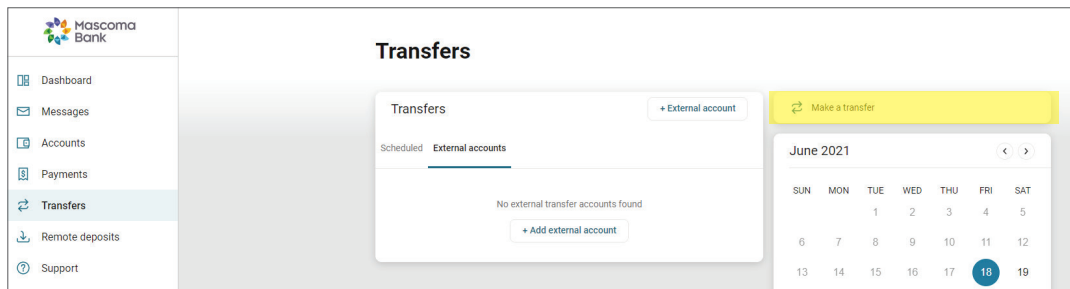 Mascoma
Bank
Dashboard
Messages
Accounts
Payments
Transfers
Remote deposits
Support
Transfers
Transfers
+ External account
Scheduled External accounts
No external transfer accounts found
+ Add external account
Make a transfer
June 2021
SUN MON TUE WED THU FRI SAT
1 2 3 4 5
6 7 8 9 10 11 12
13 14 15 16 17 18 19